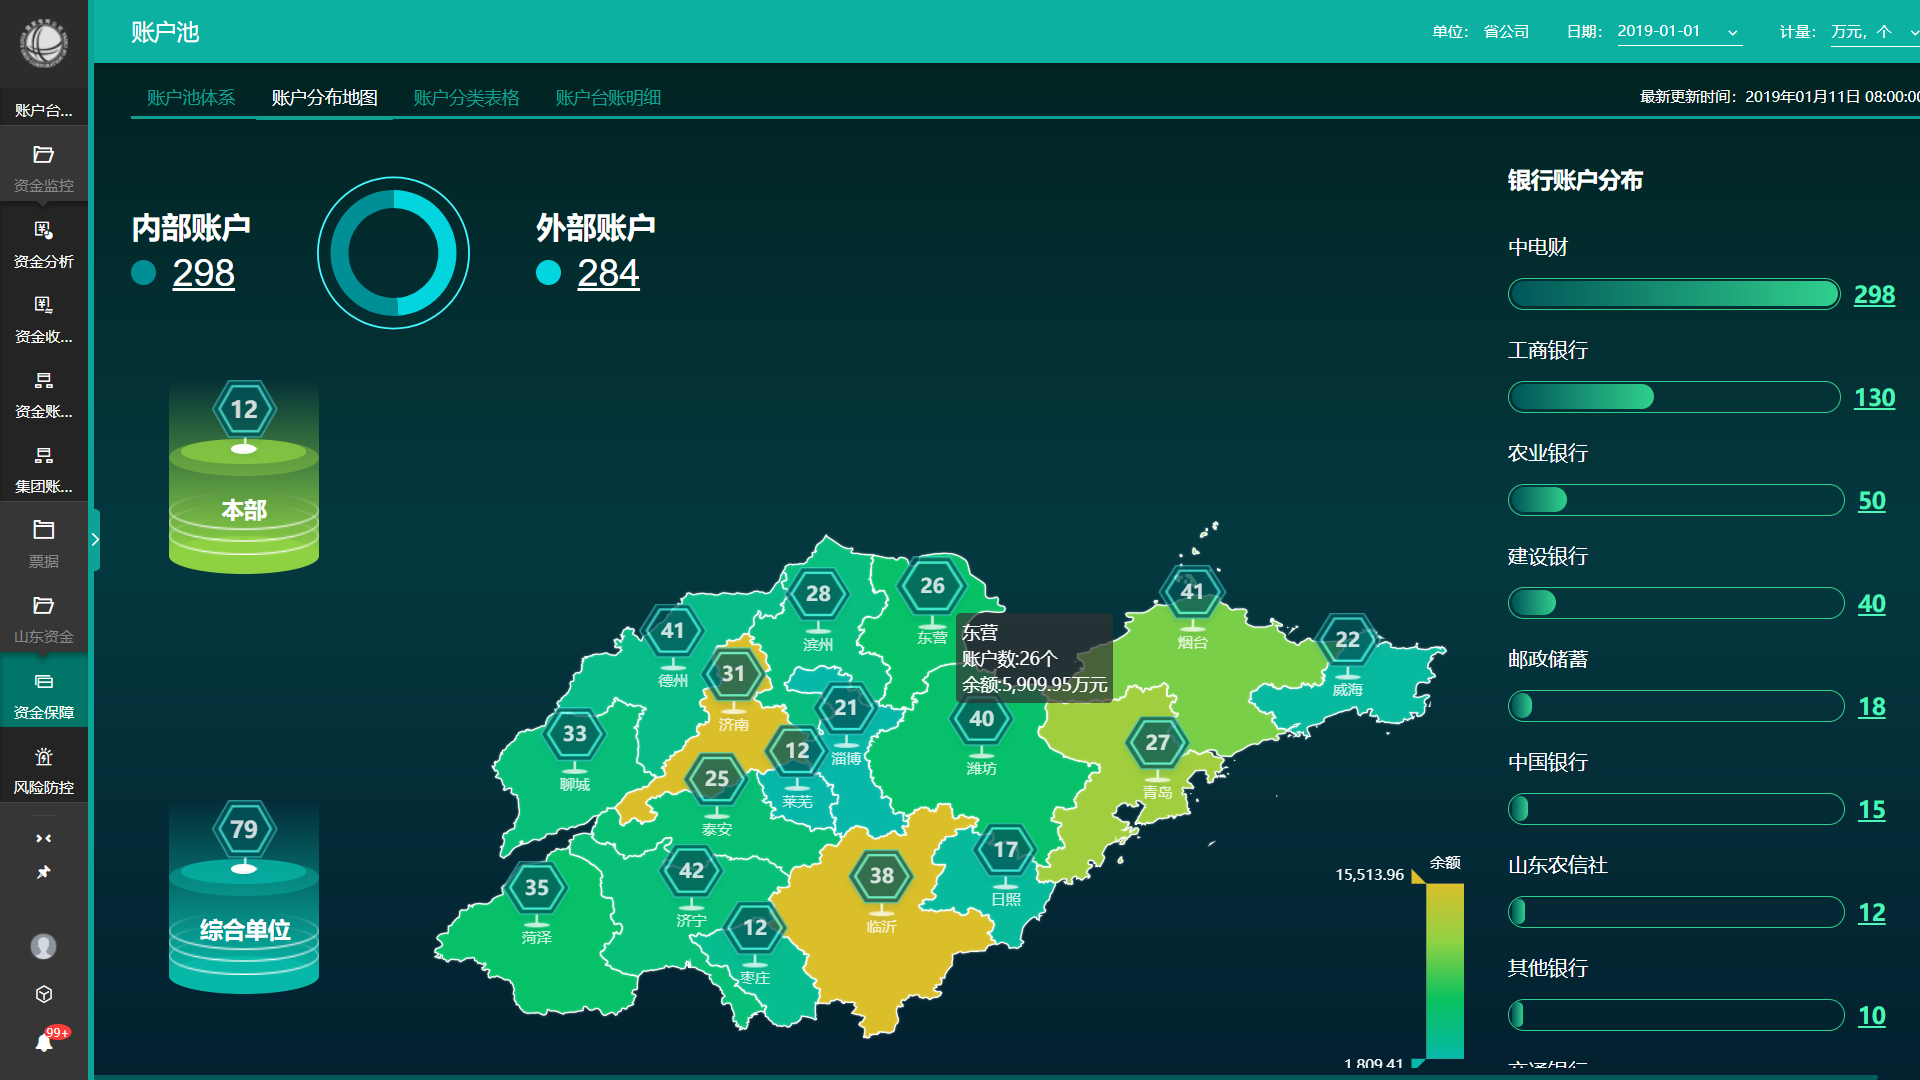 账户池
单位： 省公司
日期： 2019-01-01
计量： 万元，个
账户台...
资金监控
资金分析
资金收...
资金账...
集团账...
票据
山东资金
资金保障
风险防控
99+
账户池体系
账户分布地图
账户分类表格
账户台账明细
最新更新时间：2019年01月11日 08:00:00
内部账户
298
外部账户
284
12
本部
79
综合单位
28
滨州
26
东营
41
德州
31
济南
33
聊城
21
淄博
12
莱芜
25
泰安
40
潍坊
41
烟台
22
威海
27
青岛
35
菏泽
42
济宁
12
枣庄
38
临沂
17
日照
东营
账户数:26个
余额:5,909.95万元
余额
15,513.96
1,809.41
银行账户分布
中电财
298
工商银行
130
农业银行
50
建设银行
40
邮政储蓄
18
中国银行
15
山东农信社
12
其他银行
10
交通银行